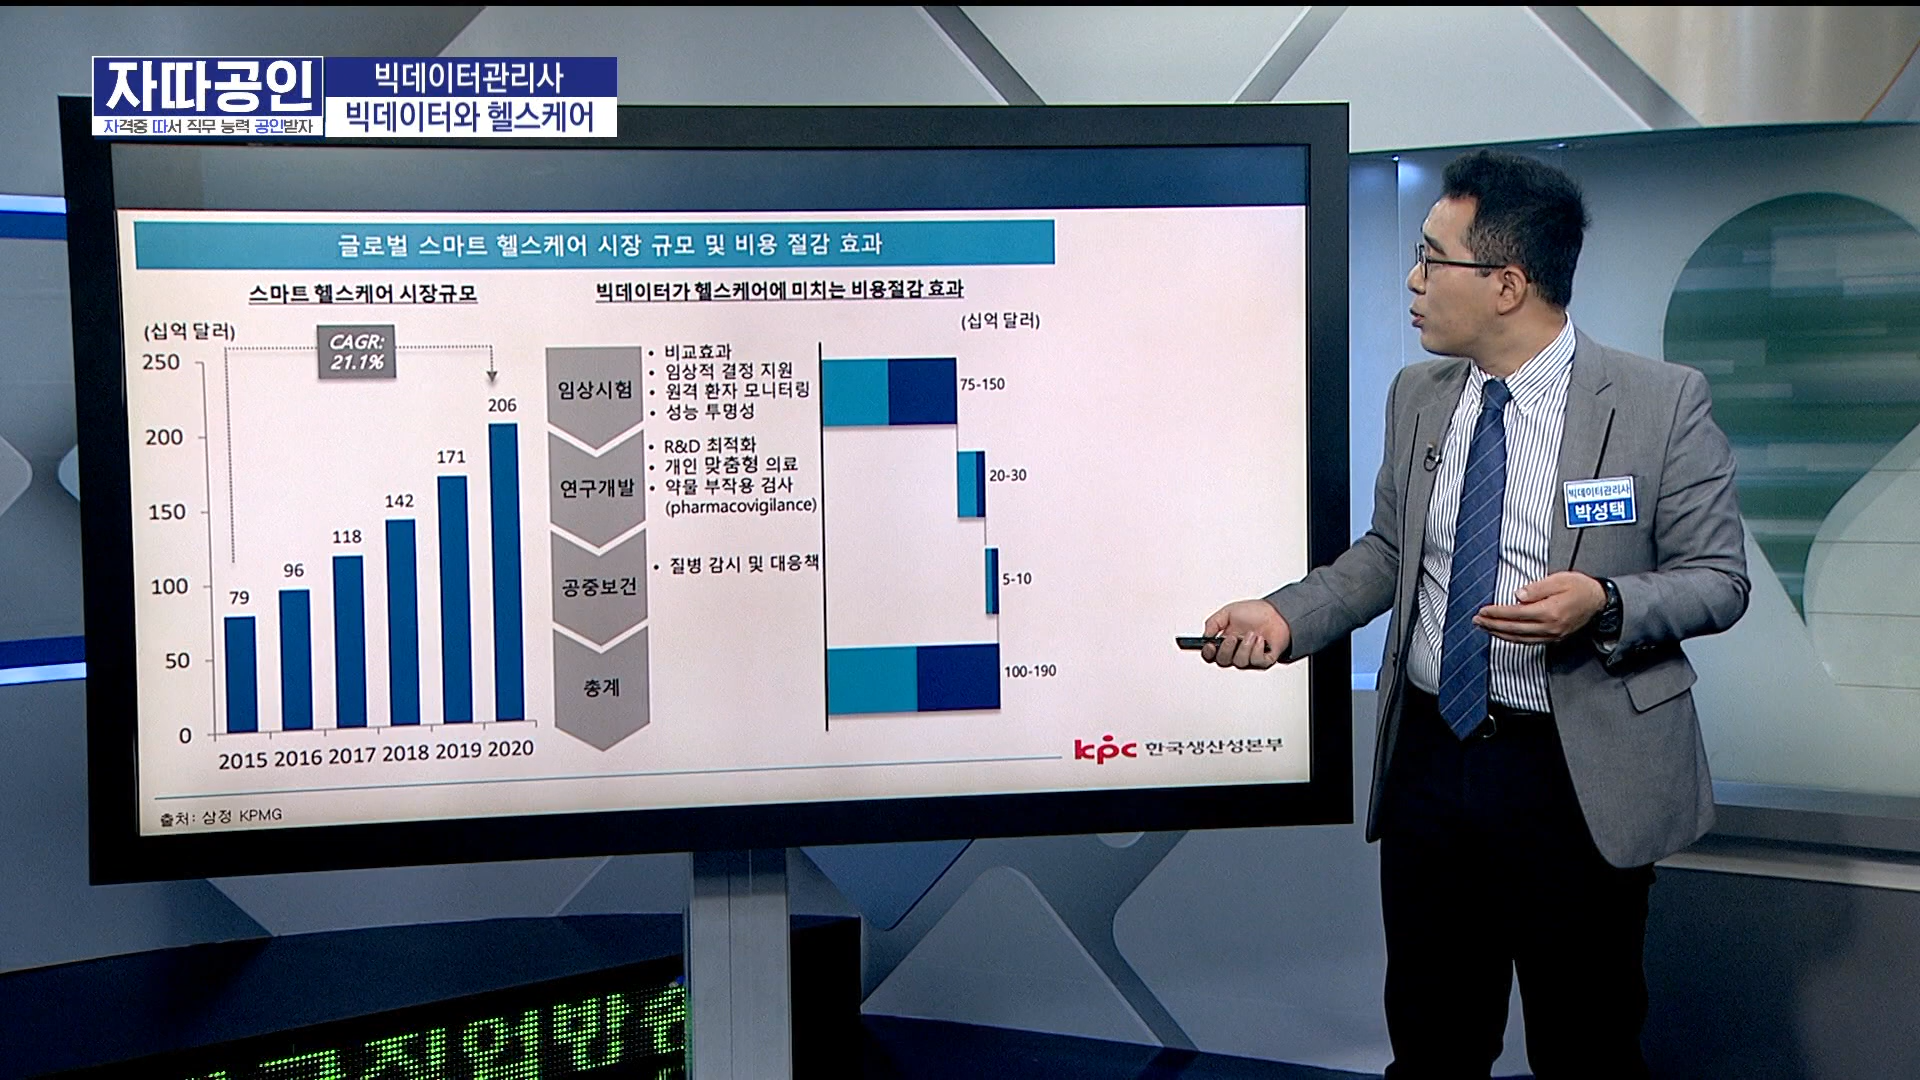 자따공인
자격증 따서 직무 능력 공인받자
빅데이터관리사
빅데이터와 헬스케어
글로벌 스마트 헬스케어 시장 규모 및 비용 절감 효과
스마트 헬스케어 시장규모
(십억 달러)
CAGR:
21.1%
250
200
150
100
50
0
79
96
118
142
171
206
2015 2016 2017 2018 2019 2020
빅데이터가 헬스케어에 미치는 비용절감 효과
(십억 달러)
임상시험
• 비교효과
• 임상적 결정 지원
• 원격 환자 모니터링
• 성능 투명성
75-150
연구개발
• R&D 최적화
• 개인 맞춤형 의료
• 약물 부작용 검사
(pharmacovigilance)
20-30
공중보건
• 질병 감시 및 대응책
5-10
총계
100-190
kpc 한국생산성본부
출처: 삼정 KPMG
빅데이터관리사
박성택
직업방송